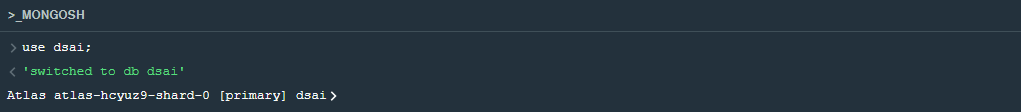 >_MONGOSH
> use dsai;
< 'switched to db dsai'
Atlas atlas-hcyuz9-shard-0 [primary] dsai>